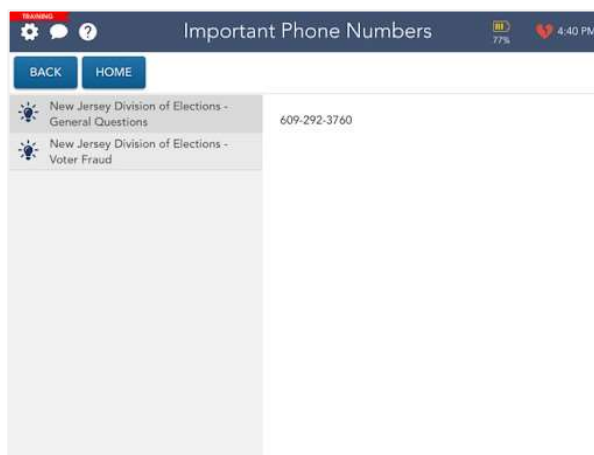 TRAINING
?
Important Phone Numbers
77%
4:40 PM
BACK
HOME
New Jersey Division of Elections -
General Questions
New Jersey Division of Elections -
Voter Fraud
609-292-3760